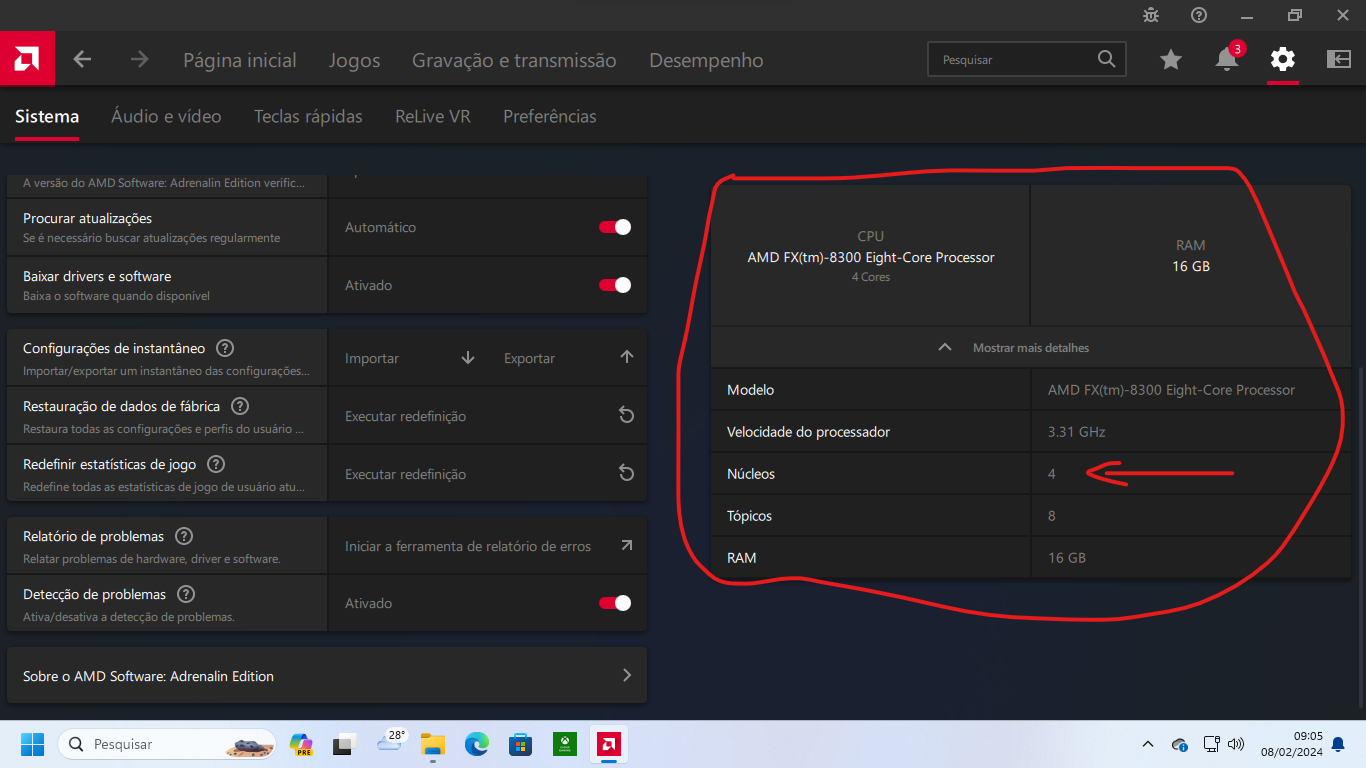 3
Página inicial
Jogos
Gravação e transmissão
Desempenho
Pesquisar
Sistema
Áudio e vídeo
Teclas rápidas
ReLive VR
Preferências
A versão do AMD Software: Adrenalin Edition verific...
Procurar atualizações
Se é necessário buscar atualizações regularmente
Automático
Baixar drivers e software
Baixa o software quando disponível
Ativado
Configurações de instantâneo
Importar/exportar um instantâneo das configurações...
Importar
Exportar
Restauração de dados de fábrica
Restaura todas as configurações e perfis do usuário ...
Executar redefinição
Redefinir estatísticas de jogo
Redefine todas as estatísticas de jogo de usuário atu...
Executar redefinição
Relatório de problemas
Relatar problemas de hardware, driver e software.
Iniciar a ferramenta de relatório de erros
Detecção de problemas
Ativa/desativa a detecção de problemas.
Ativado
Sobre o AMD Software: Adrenalin Edition
CPU
AMD FX(tm)-8300 Eight-Core Processor
4 Cores
RAM
16 GB
Mostrar mais detalhes
Modelo
AMD FX(tm)-8300 Eight-Core Processor
Velocidade do processador
3.31 GHz
Núcleos
4
Tópicos
8
RAM
16 GB
Pesquisar
PRE
28°
09:05
08/02/2024